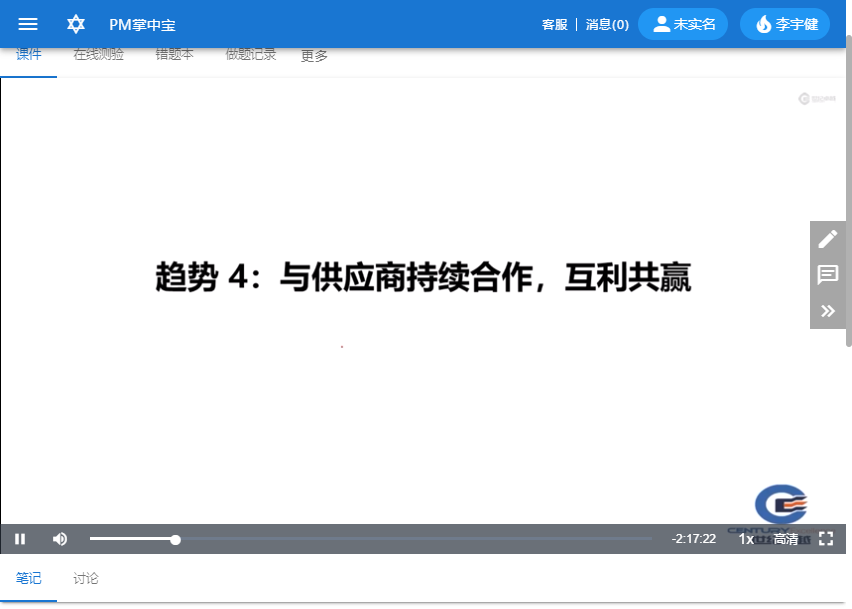 PM掌中宝
客服 消息(0) 未实名 李宇健
课件 在线测验 错题本 做题记录 更多
趋势 4：与供应商持续合作，互利共赢
-2:17:22 1x 高清
笔记 讨论